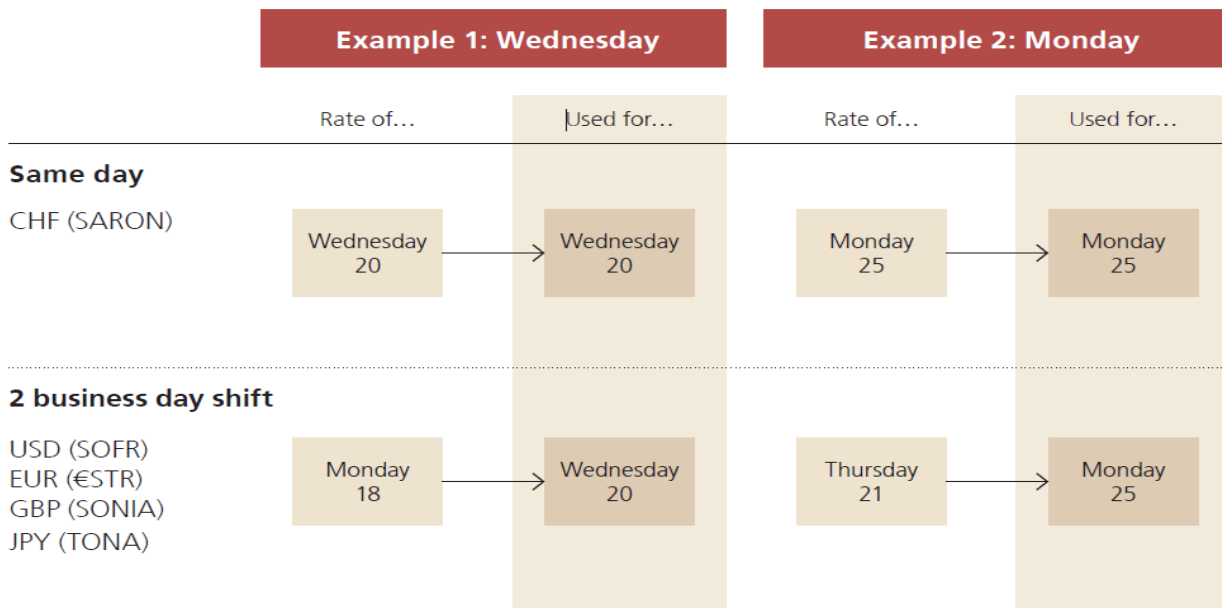 Example 1: Wednesday
Example 2: Monday
Rate of…
Used for…
Rate of…
Used for…
Same day
CHF (SARON)
Wednesday
20
Wednesday
20
Monday
25
Monday
25
2 business day shift
USD (SOFR)
EUR (€STR)
GBP (SONIA)
JPY (TONA)
Monday
18
Wednesday
20
Thursday
21
Monday
25